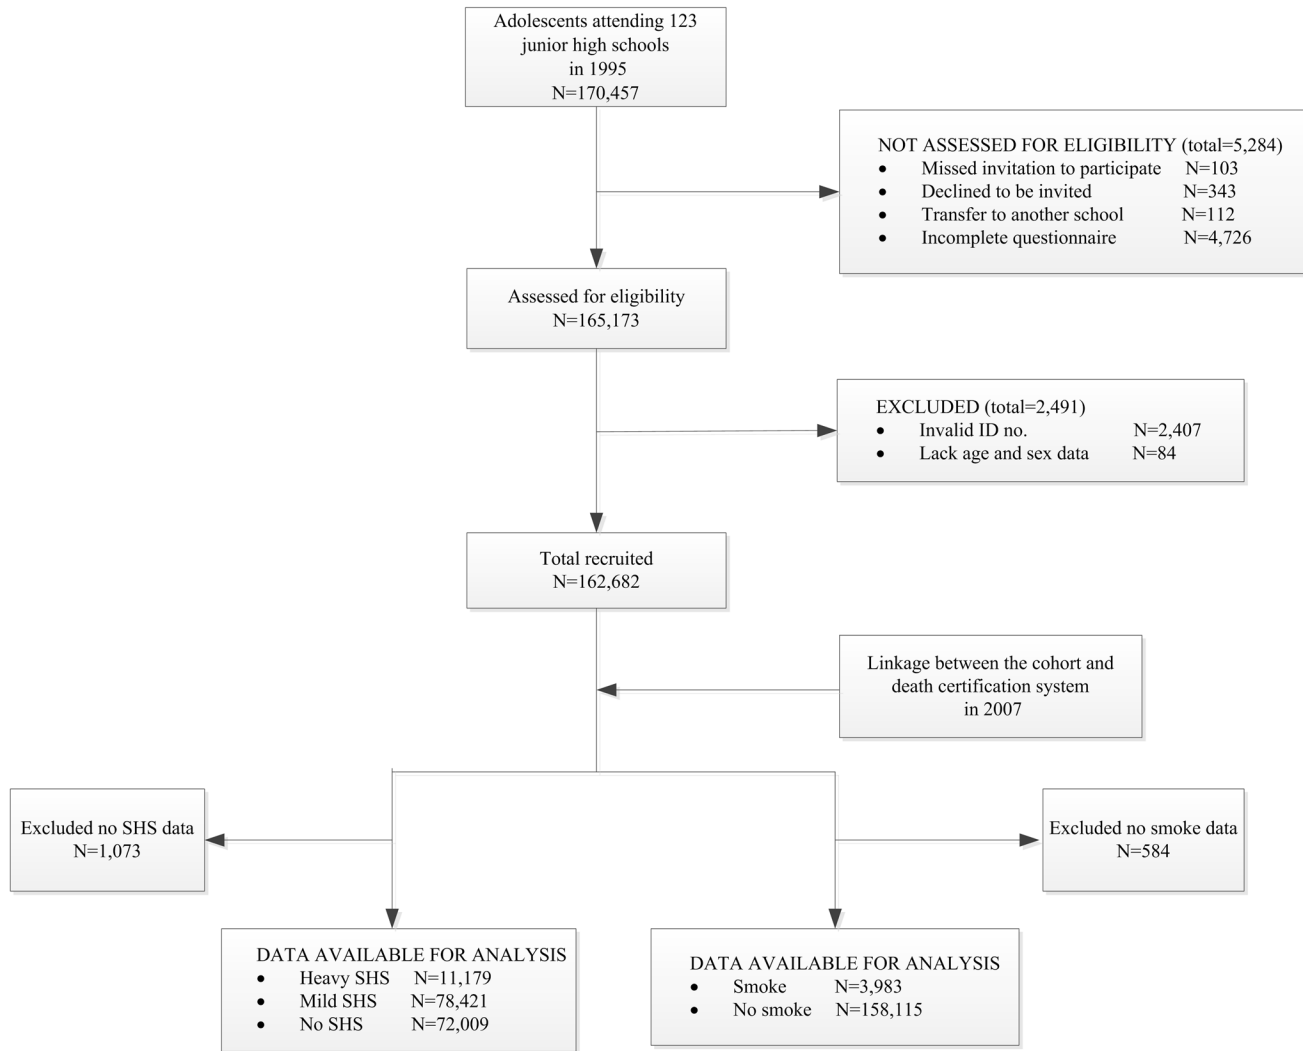 Adolescents attending 123
junior high schools
in 1995
N=170,457
NOT ASSESSED FOR ELIGIBILITY (total=5,284)
• Missed invitation to participate N=103
• Declined to be invited N=343
• Transfer to another school N=112
• Incomplete questionnaire N=4,726
Assessed for eligibility
N=165,173
EXCLUDED (total=2,491)
• Invalid ID no. N=2,407
• Lack age and sex data N=84
Total recruited
N=162,682
Linkage between the cohort and
death certification system
in 2007
Excluded no SHS data
N=1,073
Excluded no smoke data
N=584
DATA AVAILABLE FOR ANALYSIS
• Heavy SHS N=11,179
• Mild SHS N=78,421
• No SHS N=72,009
DATA AVAILABLE FOR ANALYSIS
• Smoke N=3,983
• No smoke N=158,115